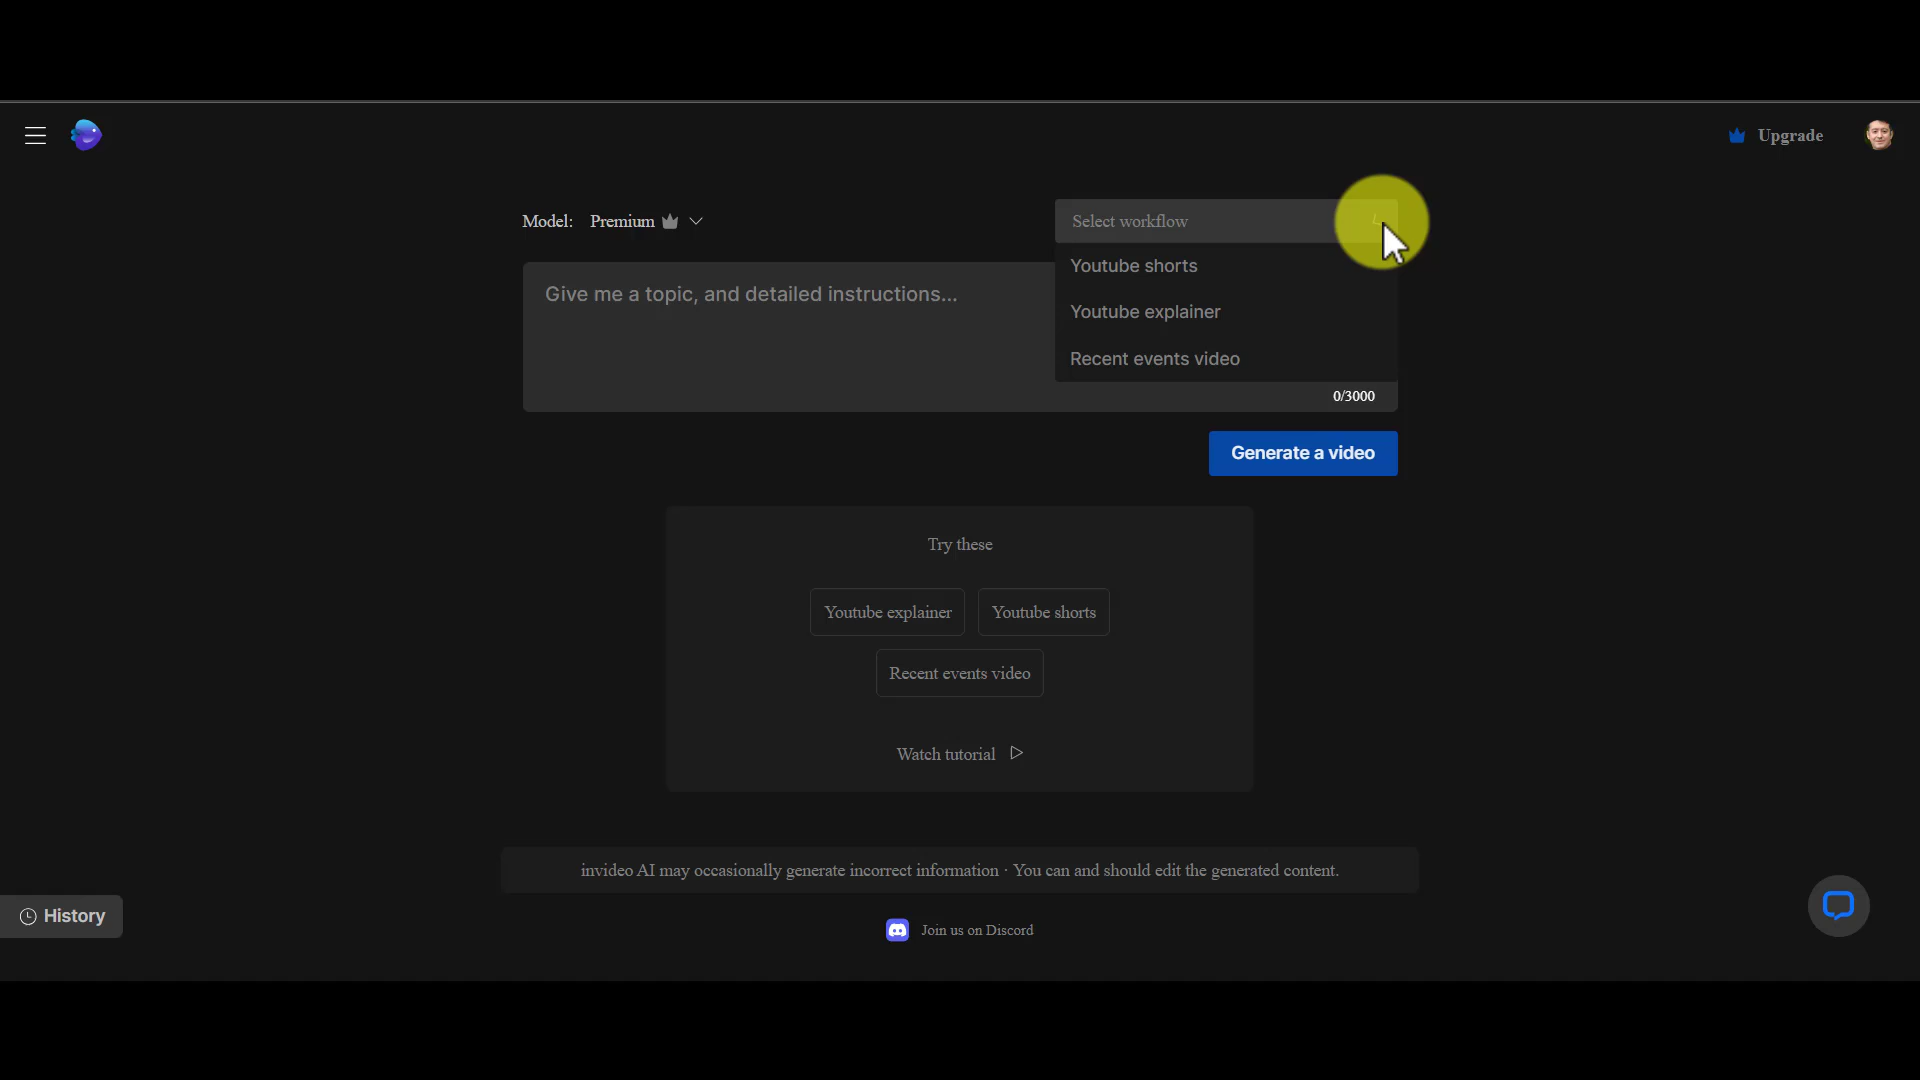 Upgrade
Model: Premium
Select workflow
Youtube shorts
Youtube explainer
Recent events video
Give me a topic, and detailed instructions...
0/3000
Generate a video
Try these
Youtube explainer
Youtube shorts
Recent events video
Watch tutorial
invideo AI may occasionally generate incorrect information · You can and should edit the generated content.
History
Join us on Discord